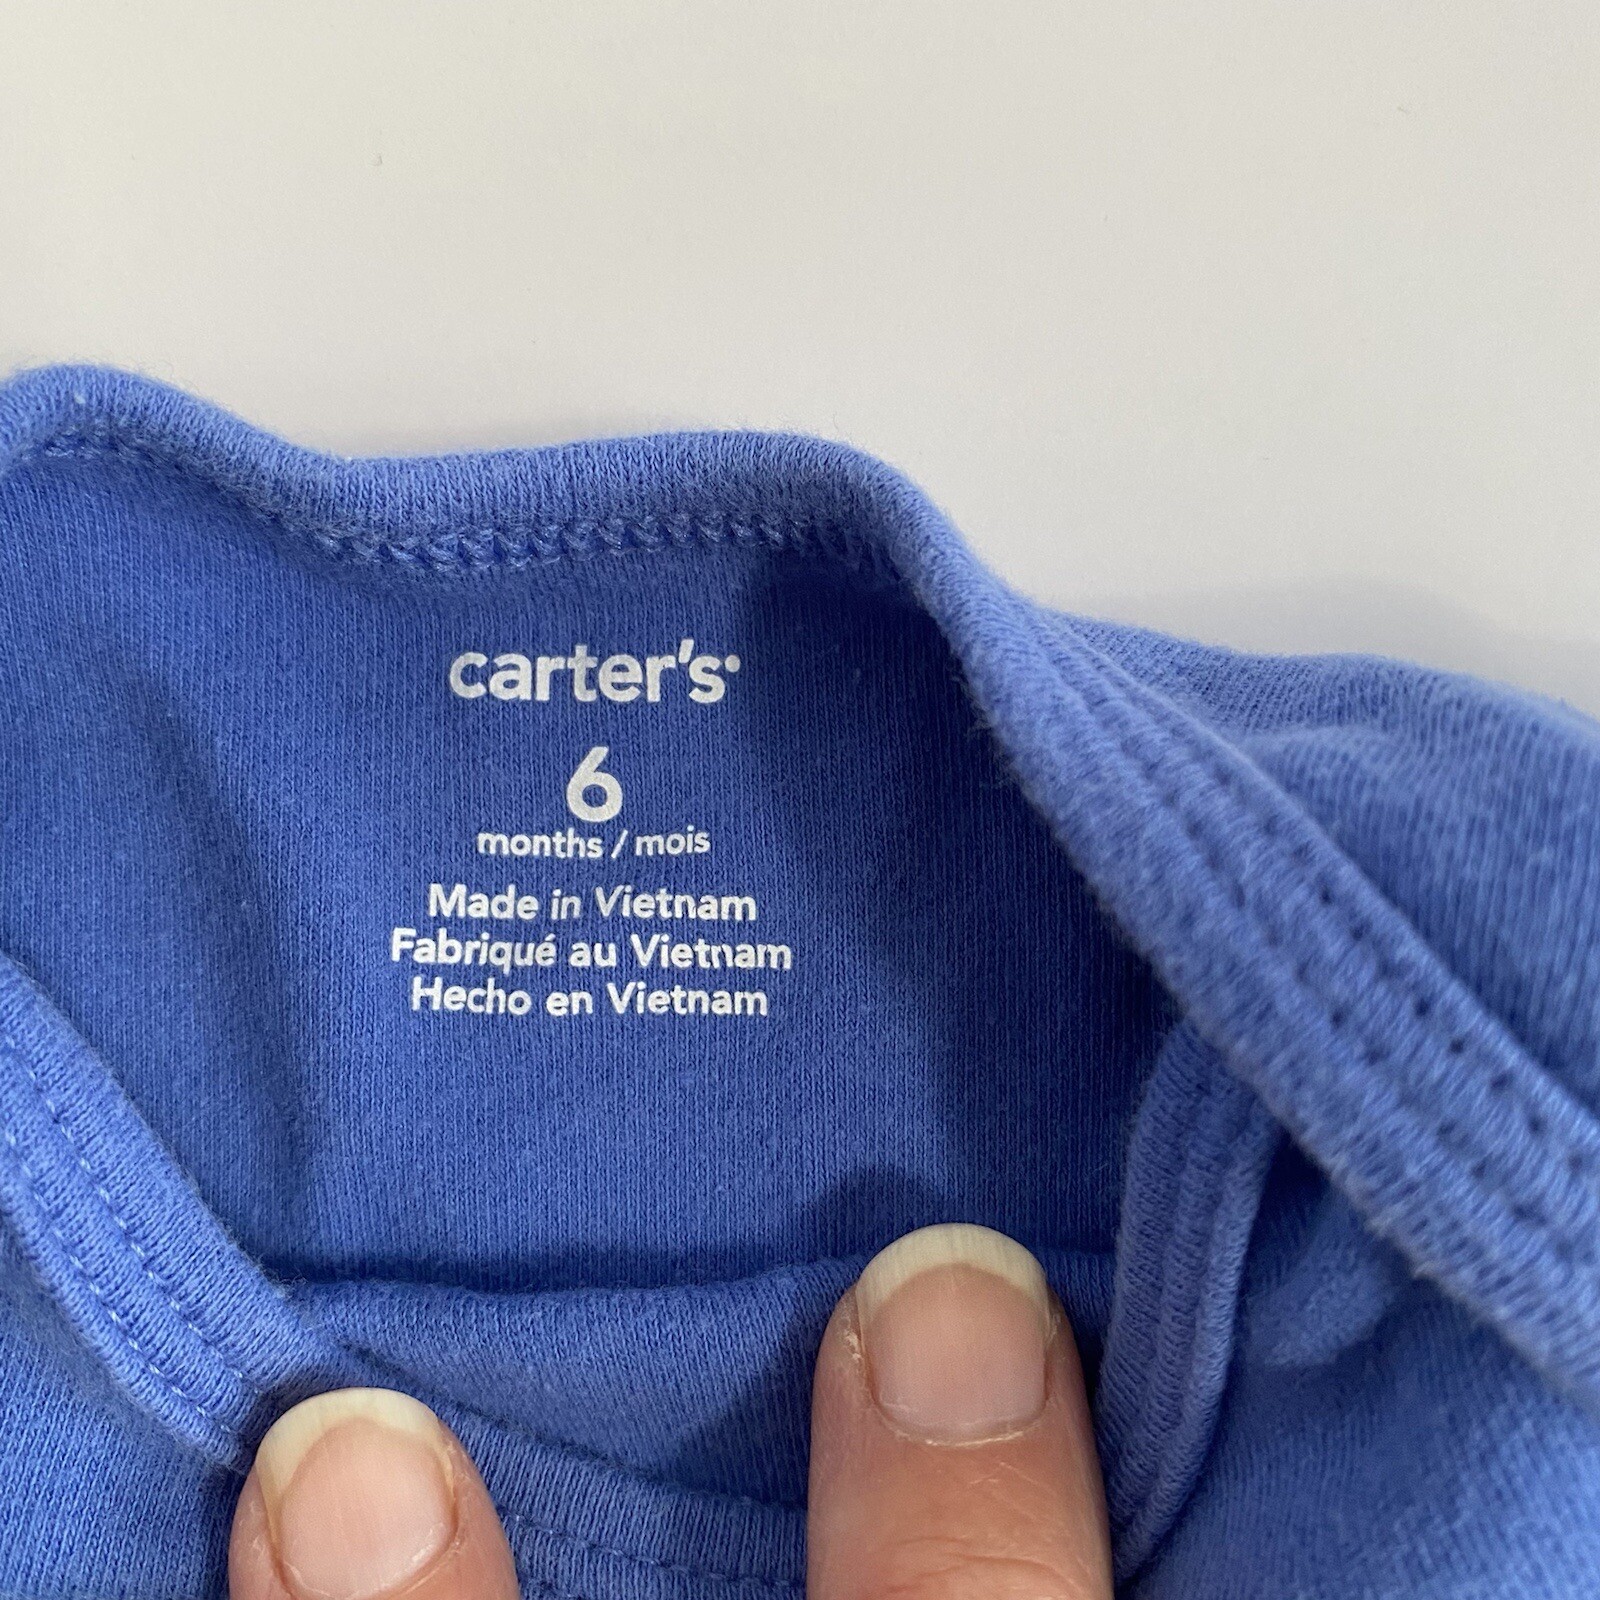 carter's
6
months / mois
Made in Vietnam
Fabriqué au Vietnam
Hecho en Vietnam